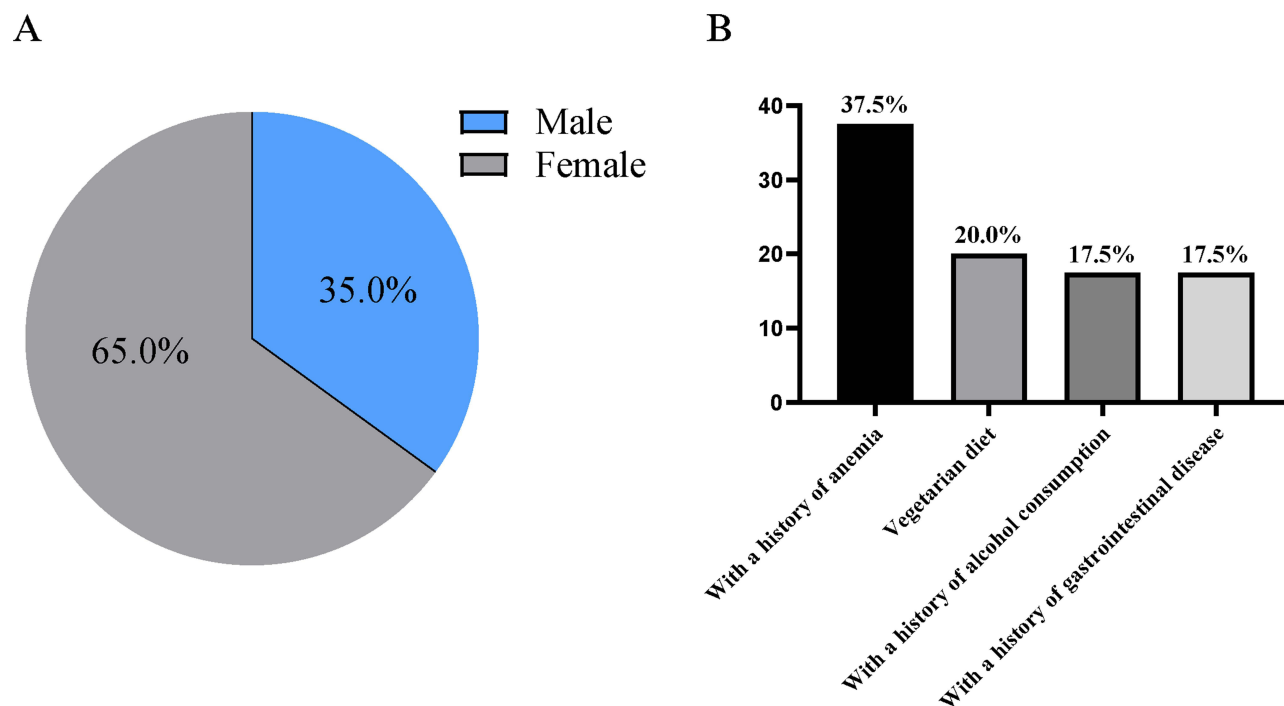 A
Male
Female
35.0%
65.0%
B
40
30
20
10
0
37.5%
20.0%
17.5%
17.5%
With a history of anemia
Vegetarian diet
With a history of alcohol consumption
With a history of gastrointestinal disease